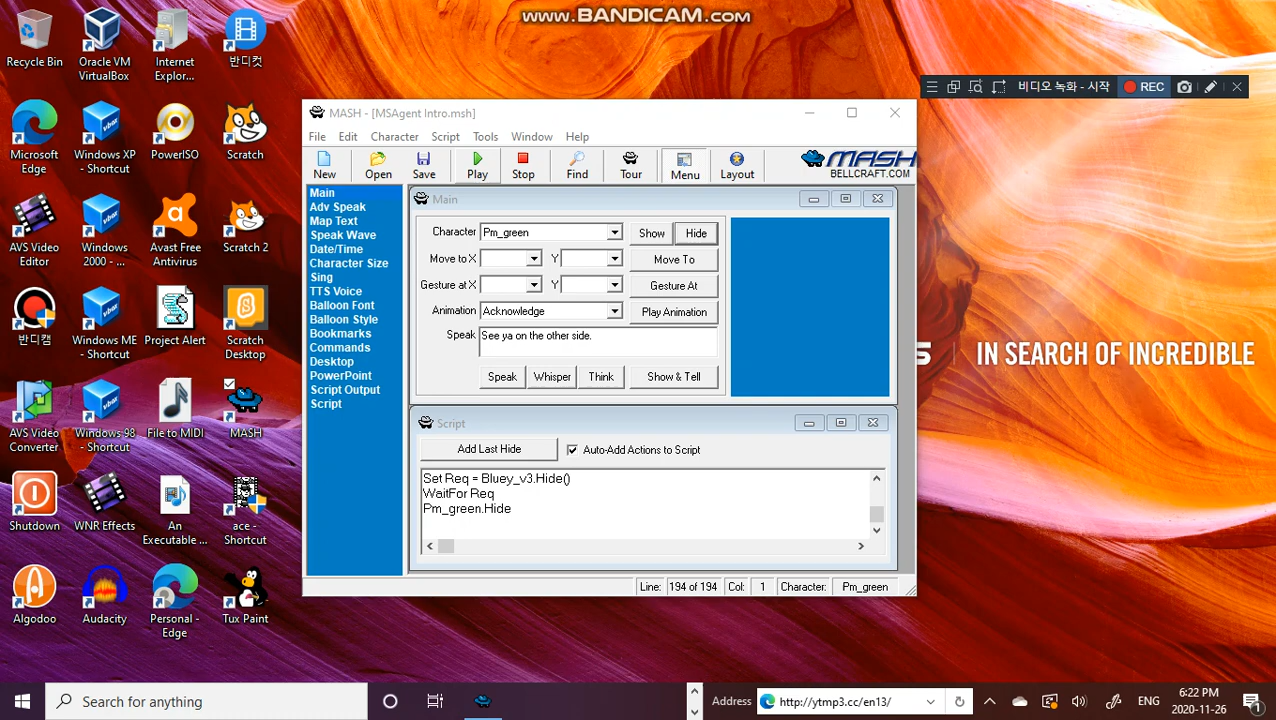 www.BANDICAM.com
Recycle Bin
Oracle VM VirtualBox
Internet Explor...
반디컷
Microsoft Edge
Windows XP - Shortcut
PowerISO
Scratch
AVS Video Editor
Windows 2000 - ...
Avast Free Antivirus
Scratch 2
반디캠
Windows ME - Shortcut
Project Alert
Scratch Desktop
AVS Video Converter
Windows 98 - Shortcut
File to MIDI
MASH
Shutdown
WNR Effects
An Executable ...
ace - Shortcut
Algodoo
Audacity
Personal - Edge
Tux Paint
비디오 녹화 - 시작
REC
MASH - [MSAgent Intro.msh]
File Edit Character Script Tools Window Help
New Open Save Play Stop Find Tour Menu Layout
MASH
BELLCRAFT.COM
Main
Adv Speak
Map Text
Speak Wave
Date/Time
Character Size
Sing
TTS Voice
Balloon Font
Balloon Style
Bookmarks
Commands
Desktop
PowerPoint
Script Output
Script
Main
Character Pm_green Show Hide
Move to X Y Move To
Gesture at X Y Gesture At
Animation Acknowledge Play Animation
Speak See ya on the other side.
Speak Whisper Think Show & Tell
Script
Add Last Hide Auto-Add Actions to Script
Set Req = Bluey_v3.Hide()
WaitFor Req
Pm_green.Hide
Line: 194 of 194 Col: 1 Character: Pm_green
IN SEARCH OF INCREDIBLE
Search for anything
Address http://ytmp3.cc/en13/
ENG
6:22 PM
2020-11-26
1